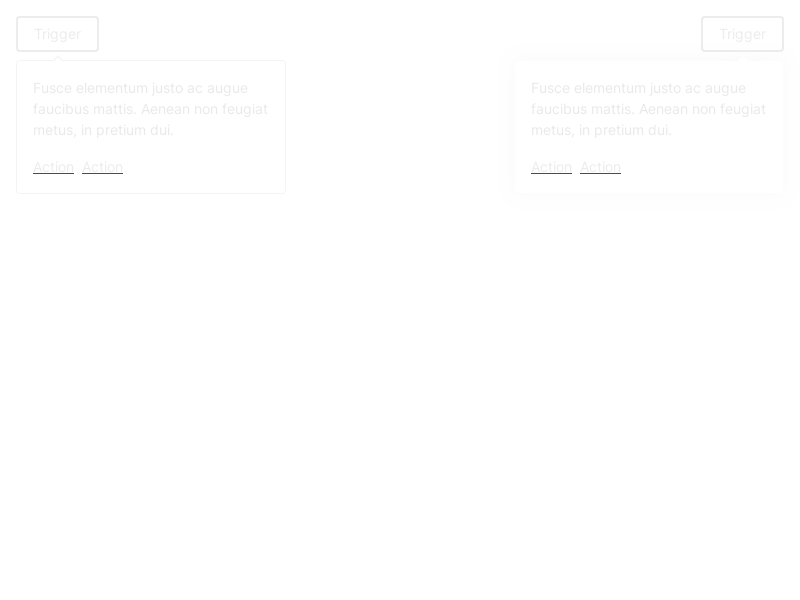 Trigger
Fusce elementum justo ac augue
faucibus mattis. Aenean non feugiat
metus, in pretium dui.
Action Action
Trigger
Fusce elementum justo ac augue
faucibus mattis. Aenean non feugiat
metus, in pretium dui.
Action Action